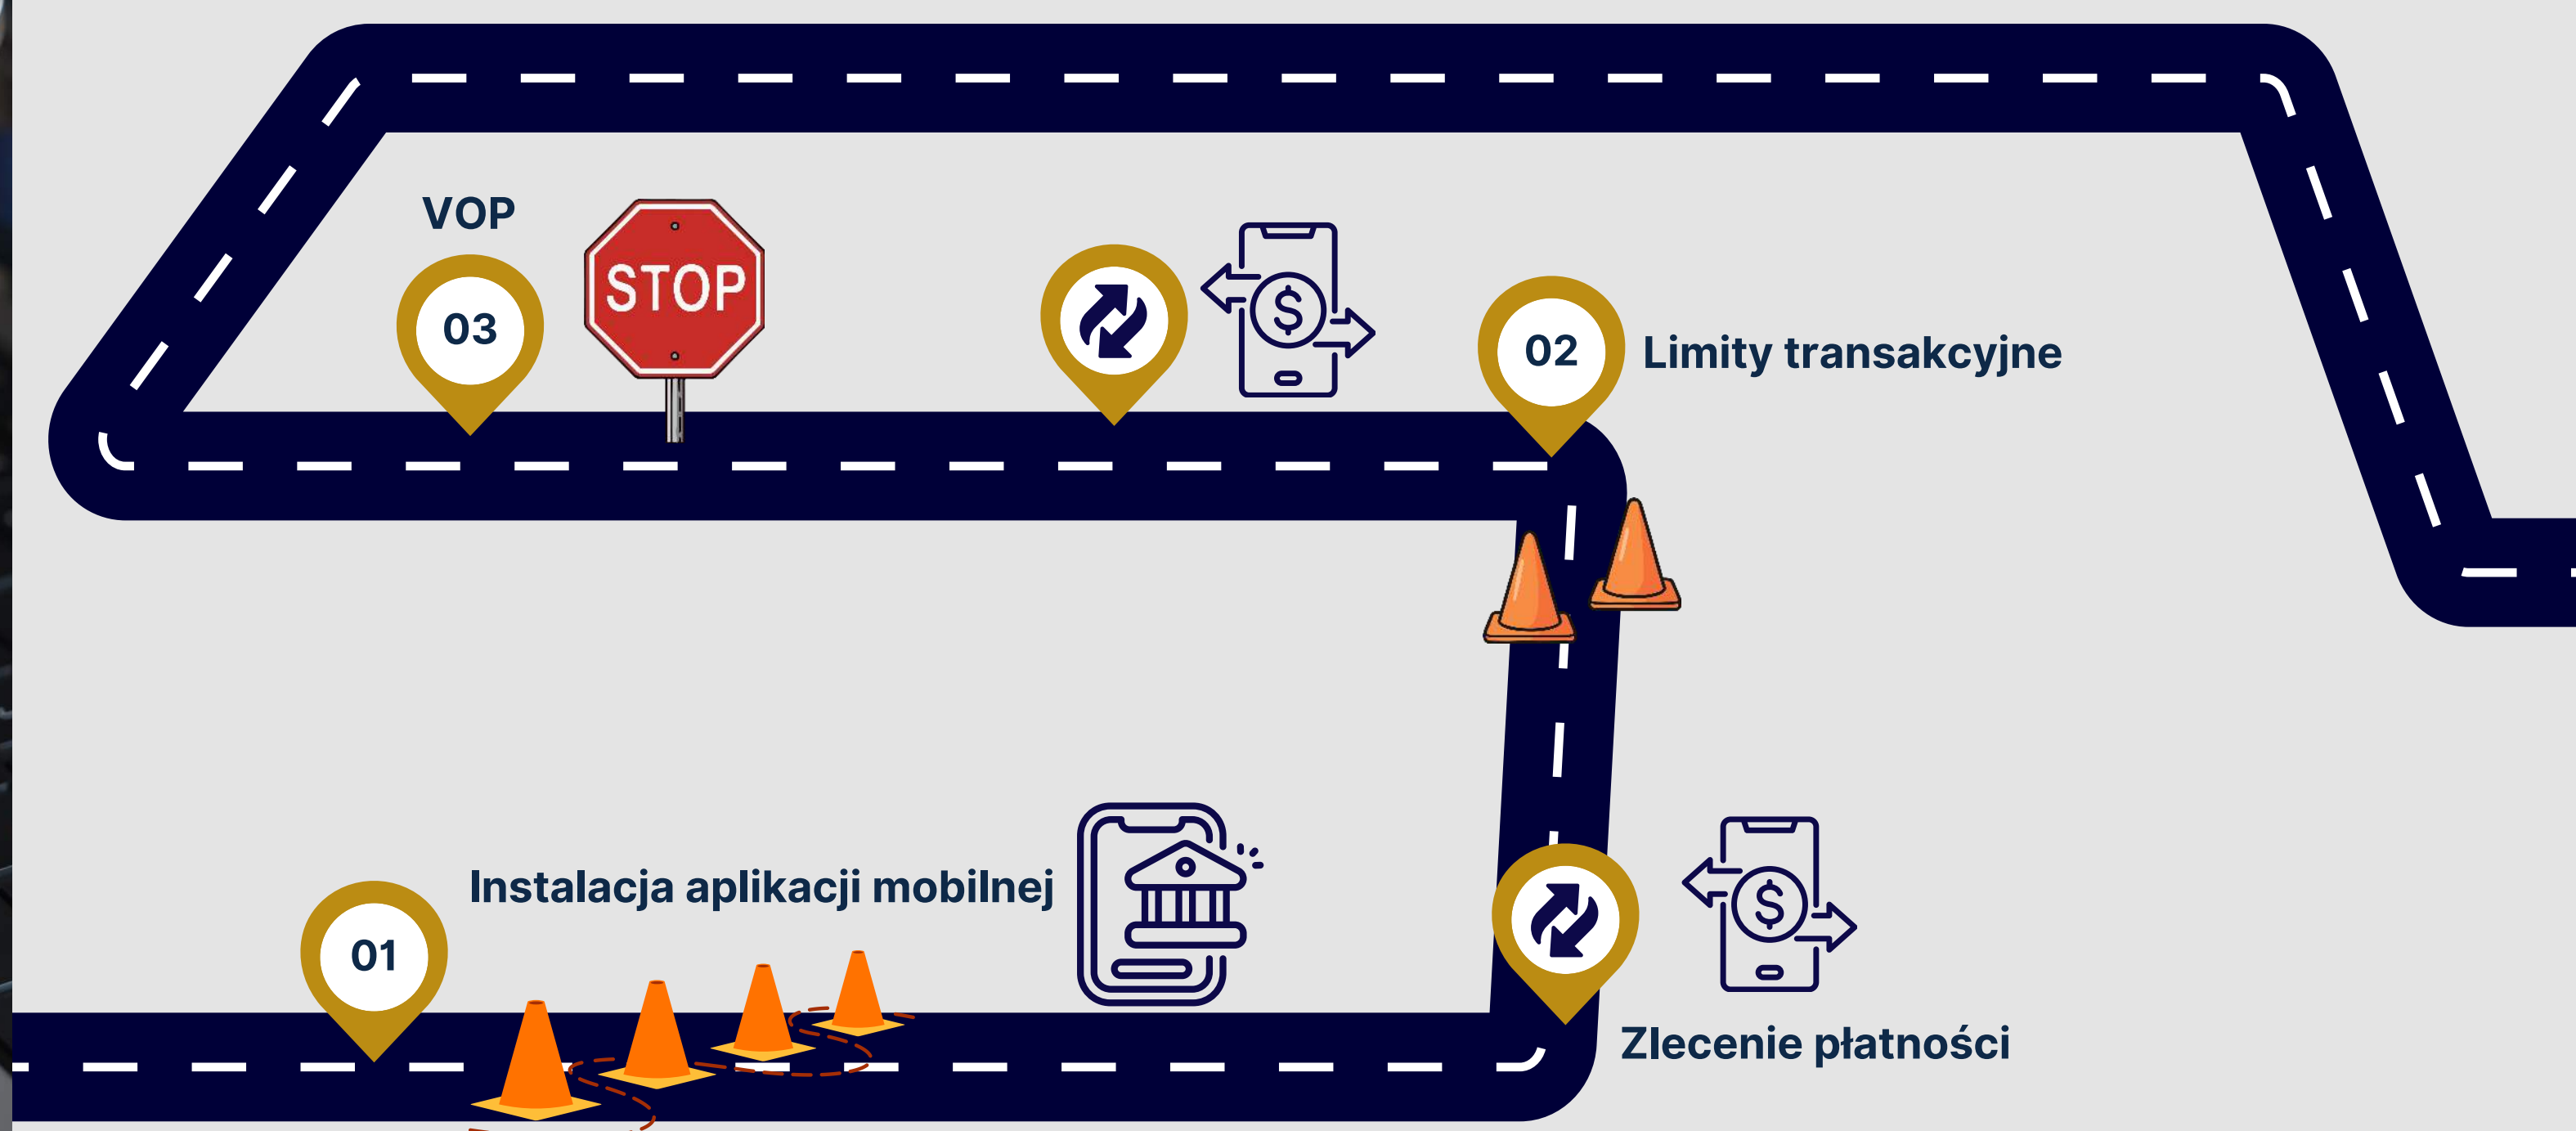 VOP
03
STOP
$
02
Limity transakcyjne
Instalacja aplikacji mobilnej
01
$
Zlecenie płatności